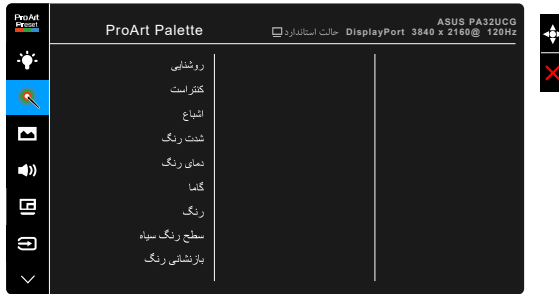 ProArt
Preset
ProArt Palette
ASUS PA32UCG
حالت استاندارد DisplayPort 3840 x 2160@ 120Hz
روشنایی
کنتراست
اشباع
شدت رنگ
دمای رنگ
گاما
رنگ
سطح رنگ سیاه
بازنشانی رنگ